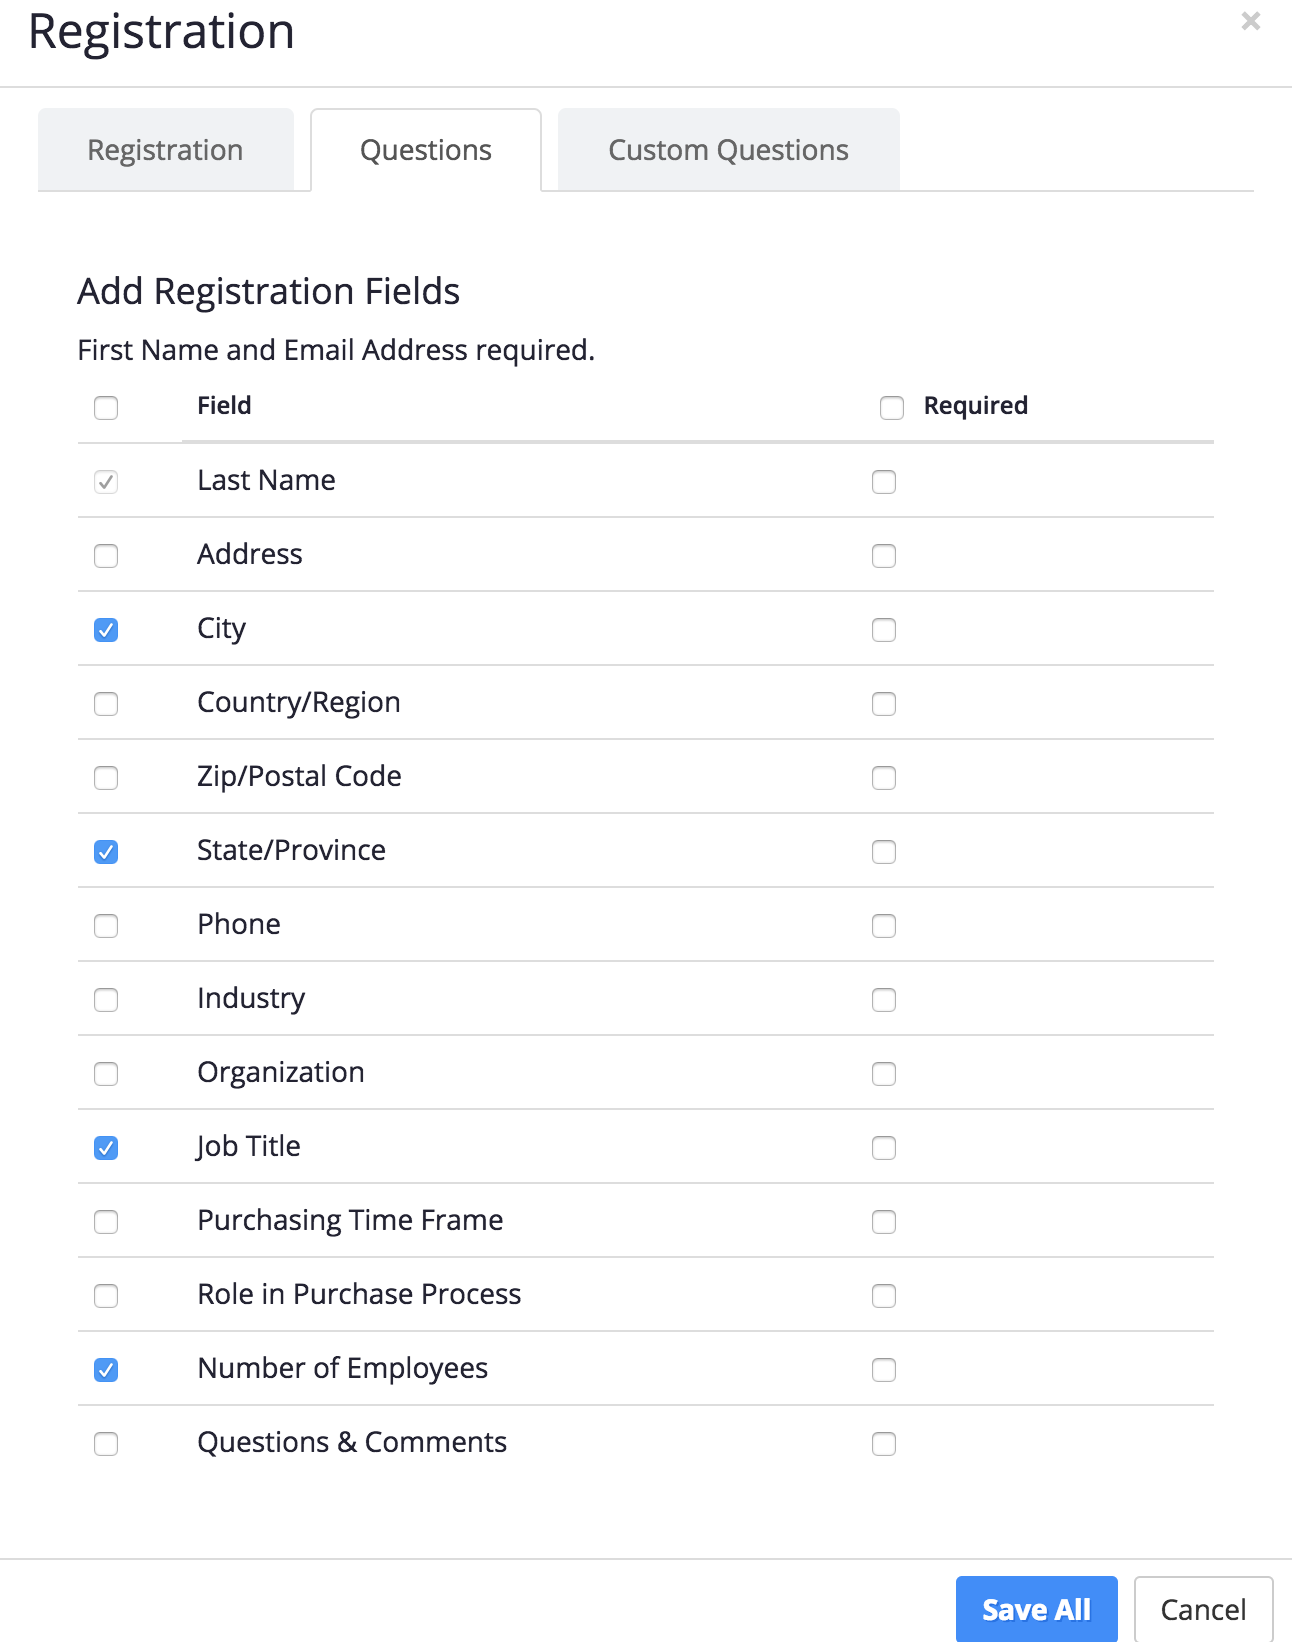 Registration
Registration Questions Custom Questions
Add Registration Fields
First Name and Email Address required.
Field Required
Last Name
Address
City
Country/Region
Zip/Postal Code
State/Province
Phone
Industry
Organization
Job Title
Purchasing Time Frame
Role in Purchase Process
Number of Employees
Questions & Comments
Save All Cancel